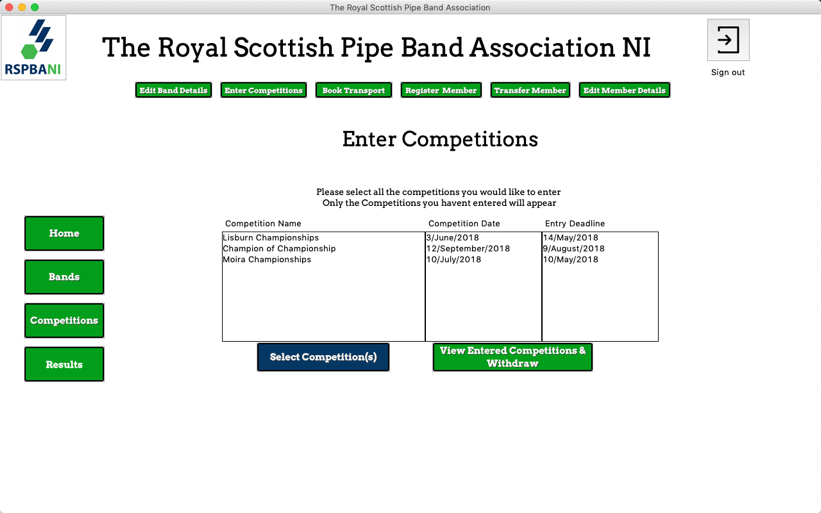 The Royal Scottish Pipe Band Association
RSPBANI
The Royal Scottish Pipe Band Association NI
Sign out
Edit Band Details
Enter Competitions
Book Transport
Register Member
Transfer Member
Edit Member Details
Enter Competitions
Please select all the competitions you would like to enter
Only the Competitions you havent entered will appear
Home
Bands
Competitions
Results
Competition Name Competition Date Entry Deadline
Lisburn Championships 3/June/2018 14/May/2018
Champion of Championship 12/September/2018 9/August/2018
Moira Championships 10/July/2018 10/May/2018
Select Competition(s)
View Entered Competitions &
Withdraw